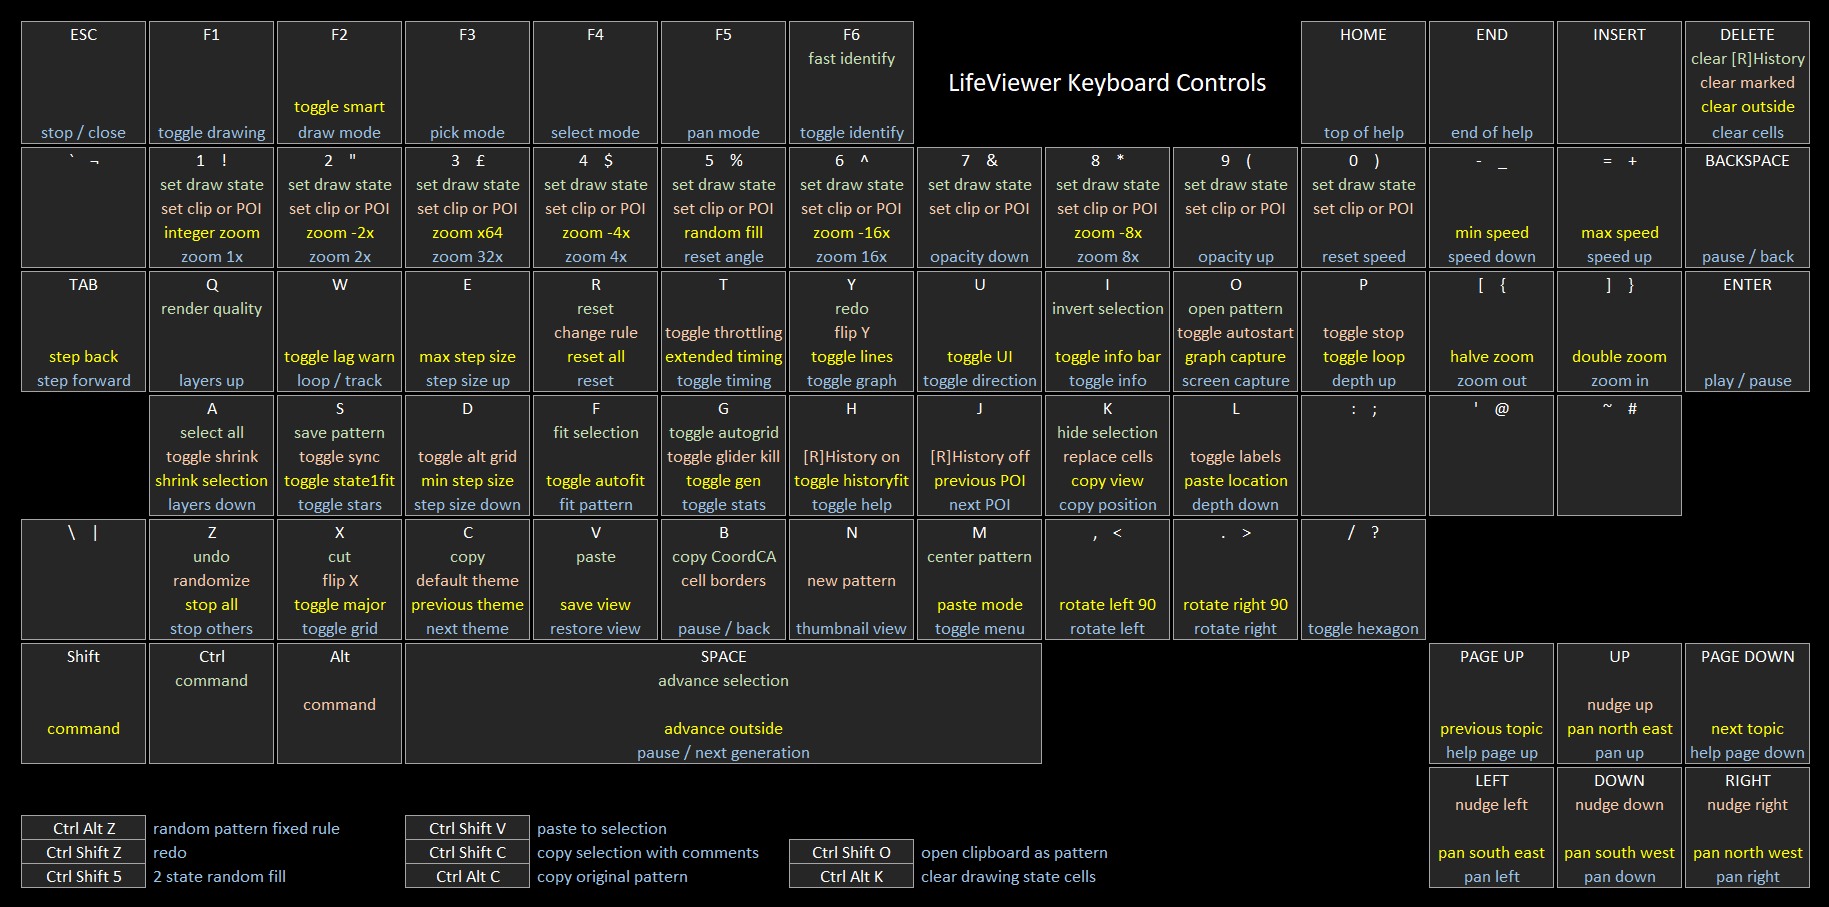 LifeViewer Keyboard Controls
ESC
stop / close
F1
toggle drawing
F2
toggle smart
draw mode
F3
pick mode
F4
select mode
F5
pan mode
F6
fast identify
toggle identify
HOME
top of help
END
end of help
INSERT
DELETE
clear [R]History
clear marked
clear outside
clear cells
` ¬
1 !
set draw state
set clip or POI
integer zoom
zoom 1x
2 "
set draw state
set clip or POI
zoom -2x
zoom 2x
3 £
set draw state
set clip or POI
zoom x64
zoom 32x
4 $
set draw state
set clip or POI
zoom -4x
zoom 4x
5 %
set draw state
set clip or POI
random fill
reset angle
6 ^
set draw state
set clip or POI
zoom -16x
zoom 16x
7 &
set draw state
set clip or POI
opacity down
8 *
set draw state
set clip or POI
zoom -8x
zoom 8x
9 (
set draw state
set clip or POI
opacity up
0 )
set draw state
set clip or POI
reset speed
- _
min speed
speed down
= +
max speed
speed up
BACKSPACE
pause / back
TAB
step back
step forward
Q
render quality
layers up
W
toggle lag warn
loop / track
E
max step size
step size up
R
reset
change rule
reset all
reset
T
toggle throttling
extended timing
toggle timing
Y
redo
flip Y
toggle lines
toggle graph
U
toggle UI
toggle direction
I
invert selection
toggle info bar
toggle info
O
open pattern
toggle autostart
graph capture
screen capture
P
toggle stop
toggle loop
depth up
[ {
halve zoom
zoom out
] }
double zoom
zoom in
ENTER
play / pause
A
select all
toggle shrink
shrink selection
layers down
S
save pattern
toggle sync
toggle state1fit
toggle stars
D
toggle alt grid
min step size
step size down
F
fit selection
toggle autofit
fit pattern
G
toggle autogrid
toggle glider kill
toggle gen
toggle stats
H
[R]History on
toggle historyfit
toggle help
J
[R]History off
previous POI
next POI
K
hide selection
replace cells
copy view
copy position
L
toggle labels
paste location
depth down
: ;
' @
~ #
\ |
Z
undo
randomize
stop all
stop others
X
cut
flip X
toggle major
toggle grid
C
copy
default theme
previous theme
next theme
V
paste
save view
restore view
B
copy CoordCA
cell borders
pause / back
N
new pattern
thumbnail view
M
center pattern
paste mode
toggle menu
, <
rotate left 90
rotate left
. >
rotate right 90
rotate right
/ ?
toggle hexagon
Shift
command
Ctrl
command
Alt
command
SPACE
advance selection
advance outside
pause / next generation
PAGE UP
previous topic
help page up
UP
nudge up
pan north east
pan up
PAGE DOWN
next topic
help page down
LEFT
nudge left
pan south east
pan left
DOWN
nudge down
pan south west
pan down
RIGHT
nudge right
pan north west
pan right
Ctrl Alt Z random pattern fixed rule
Ctrl Shift Z redo
Ctrl Shift 5 2 state random fill
Ctrl Shift V paste to selection
Ctrl Shift C copy selection with comments
Ctrl Alt C copy original pattern
Ctrl Shift O open clipboard as pattern
Ctrl Alt K clear drawing state cells